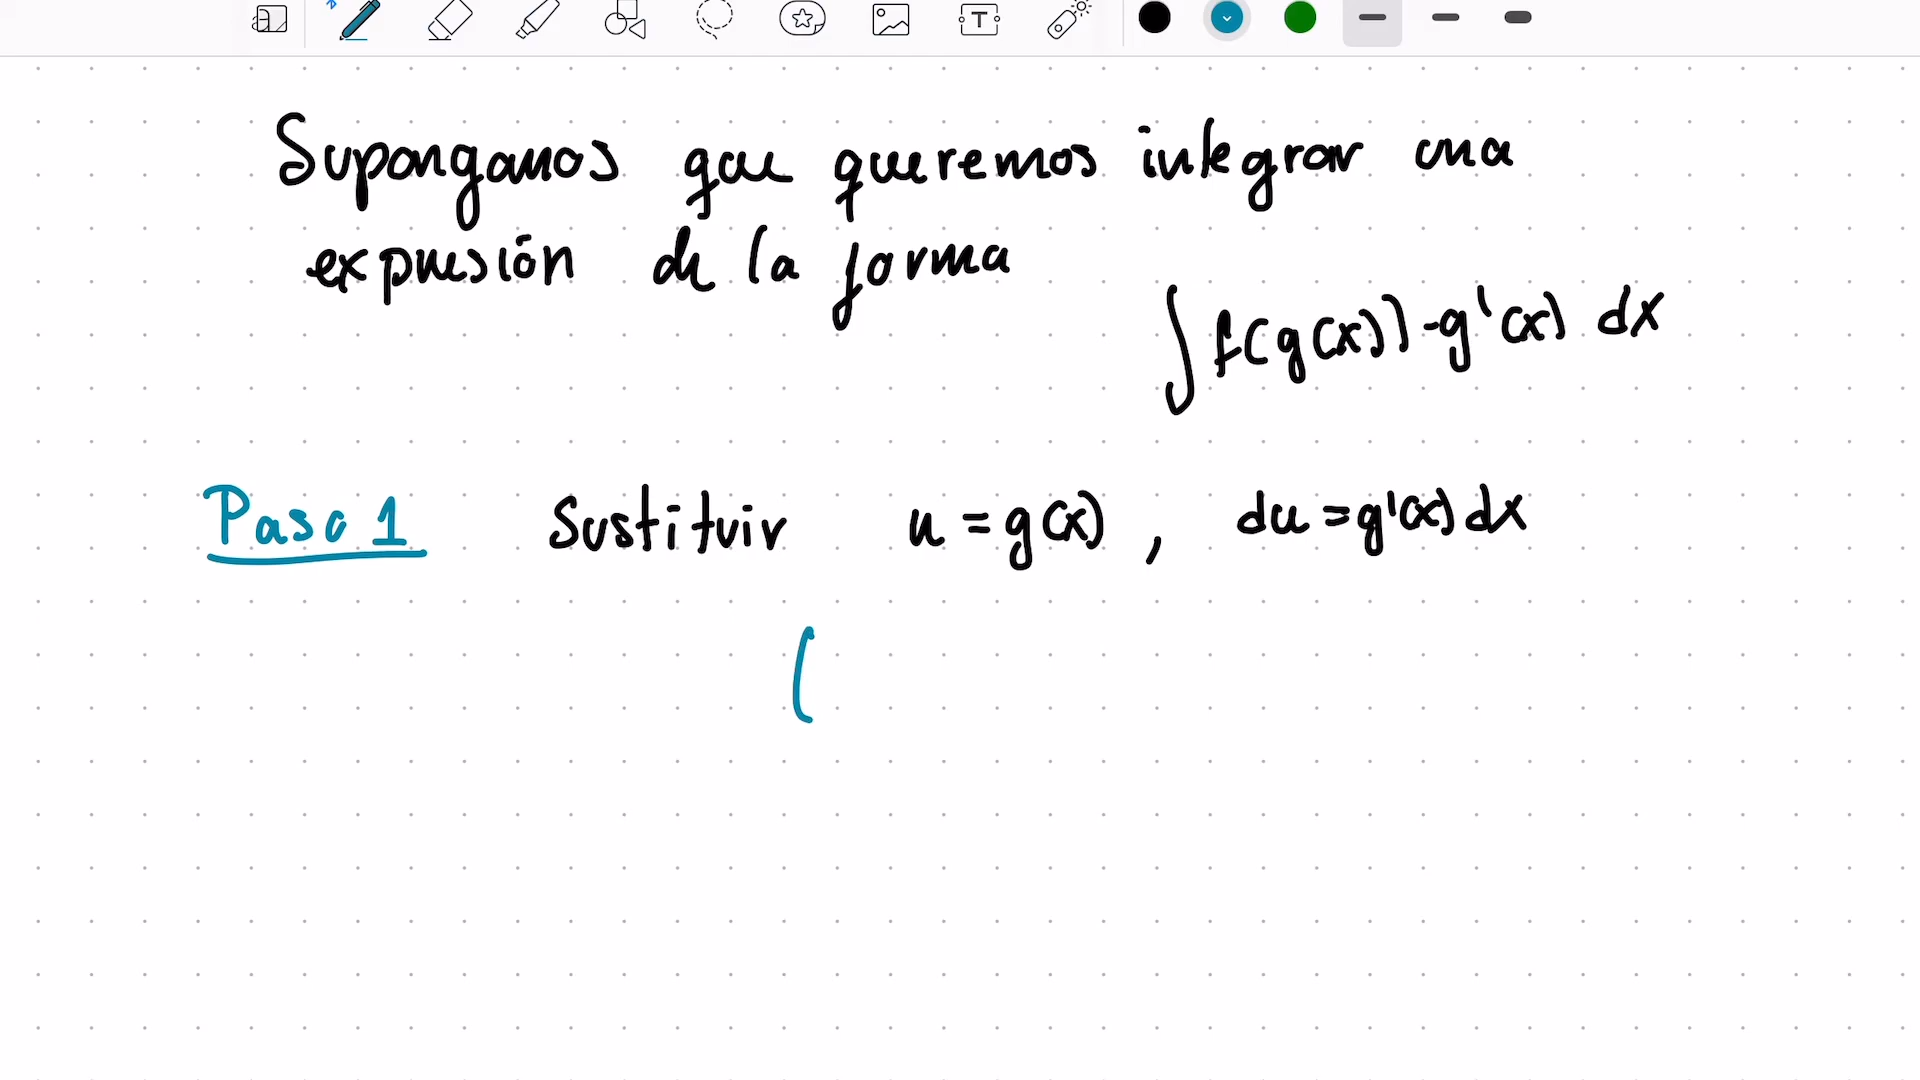 Supongamos que queremos integrar una
expresión de la forma
∫ f(g(x)) · g'(x) dx
Paso 1 Sustituir u = g(x) , du = g'(x) dx
(